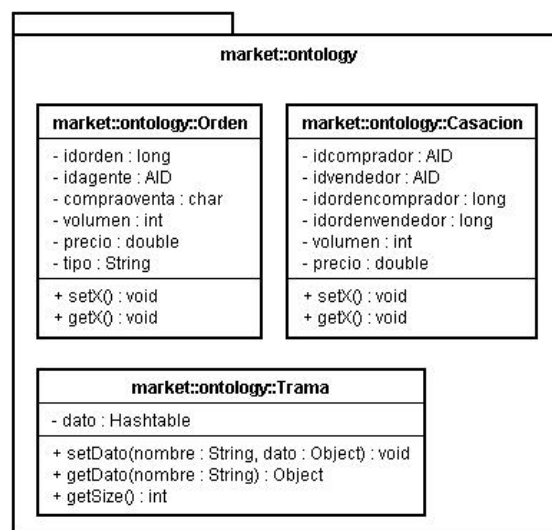 market::ontology
market::ontology::Orden
- idorden : long
- idagente : AID
- compraoventa : char
- volumen : int
- precio : double
- tipo : String
+ setX() : void
+ getX() : void
market::ontology::Casacion
- idcomprador : AID
- idvendedor : AID
- idordencomprador : long
- idordenvendedor : long
- volumen : int
- precio : double
+ setX() : void
+ getX() : void
market::ontology::Trama
- dato : Hashtable
+ setDato(nombre : String, dato : Object) : void
+ getDato(nombre : String) : Object
+ getSize() : int